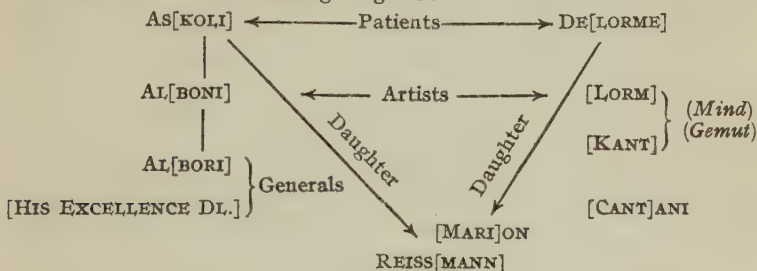 As[koli] Patients De[lorme]
Al[boni] Artists [Lorm] (Mind)
Daughter Daughter [Kant] (Gemut)
Al[bori] Generals
[His Excellence Dl.] [Cant]ani
[Mari]on
Reiss[mann]